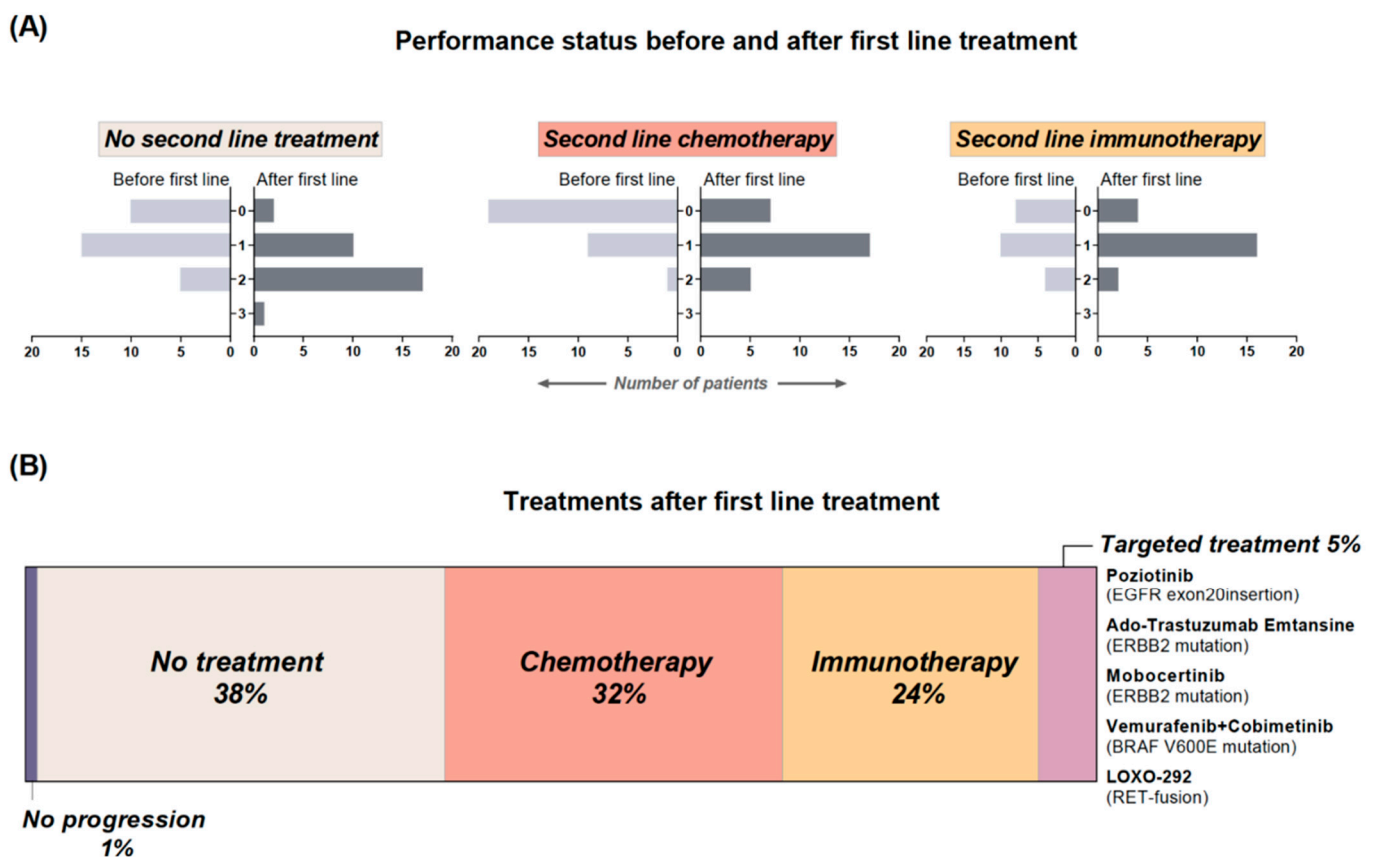 (A)
Performance status before and after first line treatment
No second line treatment
Second line chemotherapy
Second line immunotherapy
Before first line After first line
Before first line After first line
Before first line After first line
0 0 0
1 1 1
2 2 2
3 3 3
20 15 10 5 0 0 5 10 15 20
20 15 10 5 0 0 5 10 15 20
20 15 10 5 0 0 5 10 15 20
Number of patients
(B)
Treatments after first line treatment
Targeted treatment 5%
Poziotinib
(EGFR exon20insertion)
Ado-Trastuzumab Emtansine
(ERBB2 mutation)
Mobocertinib
(ERBB2 mutation)
Vemurafenib+Cobimetinib
(BRAF V600E mutation)
LOXO-292
(RET-fusion)
No treatment
38%
Chemotherapy
32%
Immunotherapy
24%
No progression
1%